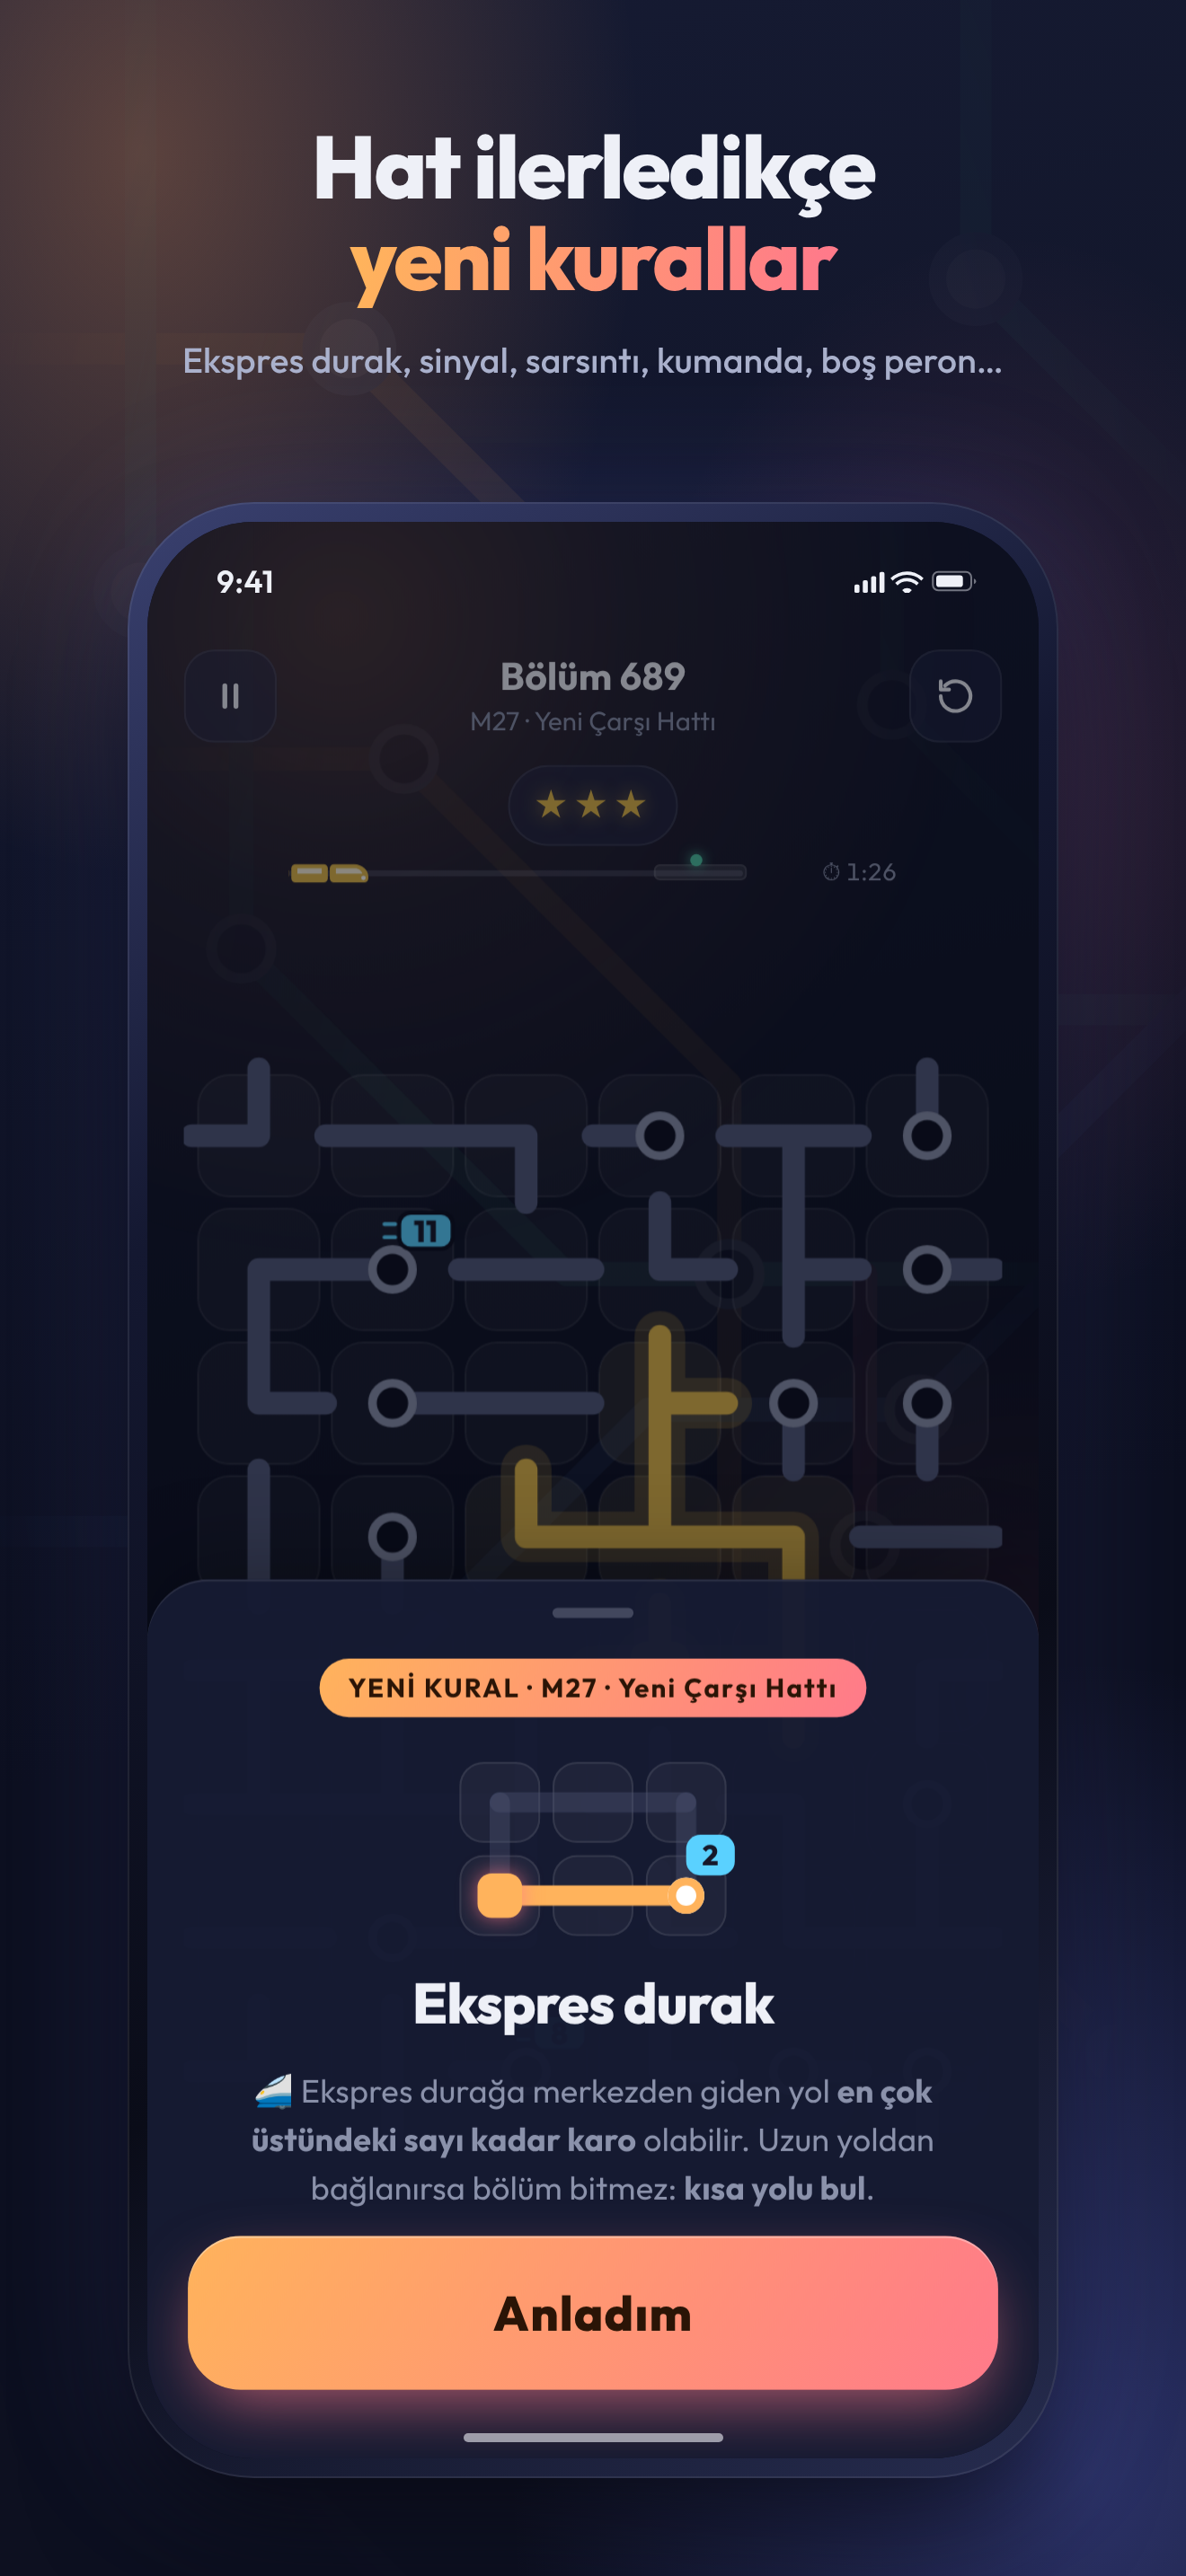 Hat ilerledikçe
yeni kurallar
Ekspres durak, sinyal, sarsıntı, kumanda, boş peron...
9:41
Bölüm 689
M27 · Yeni Çarşı Hattı
★★★
⏱ 1:26
11
YENİ KURAL · M27 · Yeni Çarşı Hattı
2
Ekspres durak
🚄 Ekspres durağa merkezden giden yol en çok
üstündeki sayı kadar karo olabilir. Uzun yoldan
bağlanırsa bölüm bitmez: kısa yolu bul.
Anladım